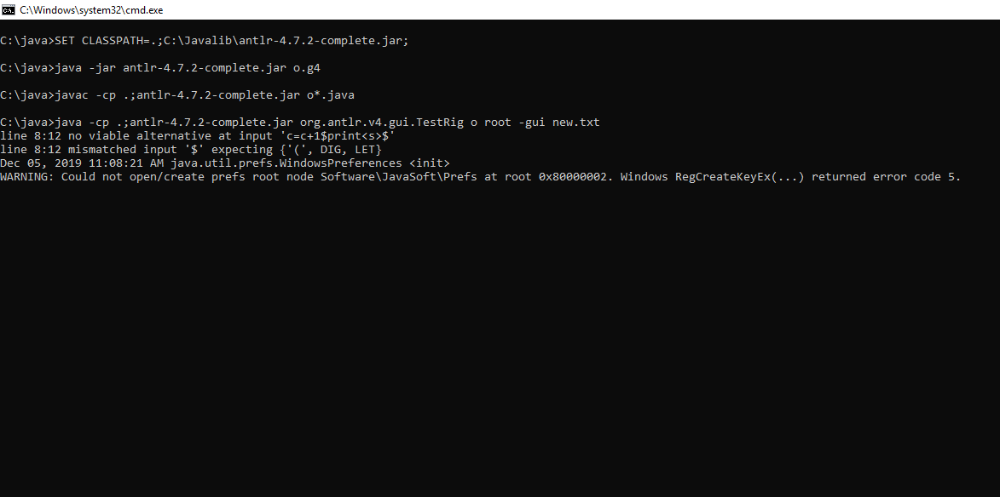 C:\Windows\system32\cmd.exe
C:\java>SET CLASSPATH=.;C:\Javalib\antlr-4.7.2-complete.jar;
C:\java>java -jar antlr-4.7.2-complete.jar o.g4
C:\java>javac -cp .;antlr-4.7.2-complete.jar o*.java
C:\java>java -cp .;antlr-4.7.2-complete.jar org.antlr.v4.gui.TestRig o root -gui new.txt
line 8:12 no viable alternative at input 'c=c+1$print<s>$'
line 8:12 mismatched input '$' expecting {'(', DIG, LET}
Dec 05, 2019 11:08:21 AM java.util.prefs.WindowsPreferences <init>
WARNING: Could not open/create prefs root node Software\JavaSoft\Prefs at root 0x80000002. Windows RegCreateKeyEx(...) returned error code 5.